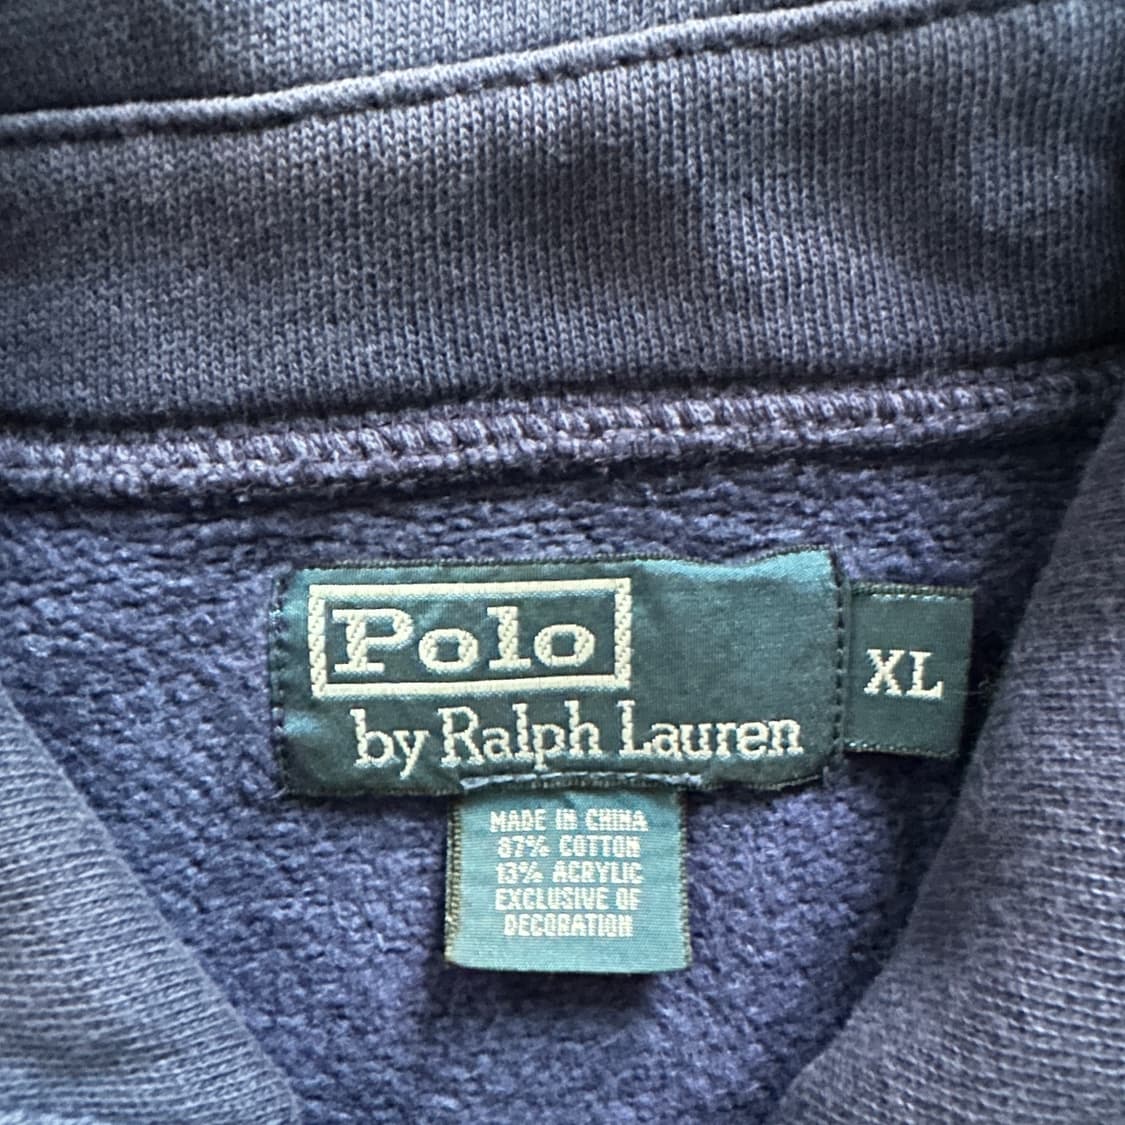 Polo
by Ralph Lauren
XL
MADE IN CHINA
87% COTTON
13% ACRYLIC
EXCLUSIVE OF
DECORATION